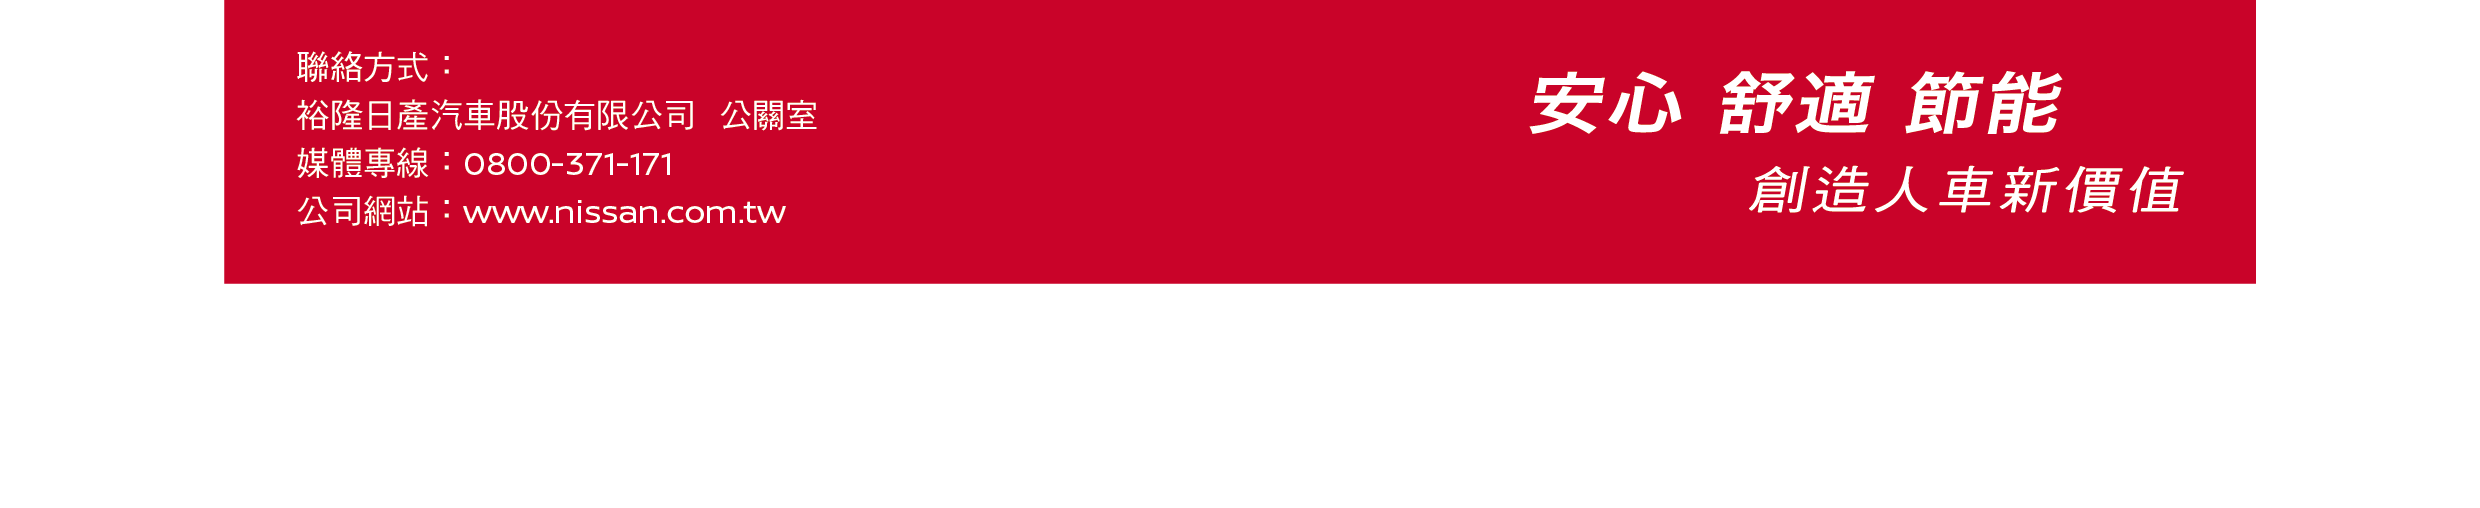 聯絡方式：
裕隆日產汽車股份有限公司 公關室
媒體專線：0800-371-171
公司網站：www.nissan.com.tw
安心 舒適 節能
創造人車新價值